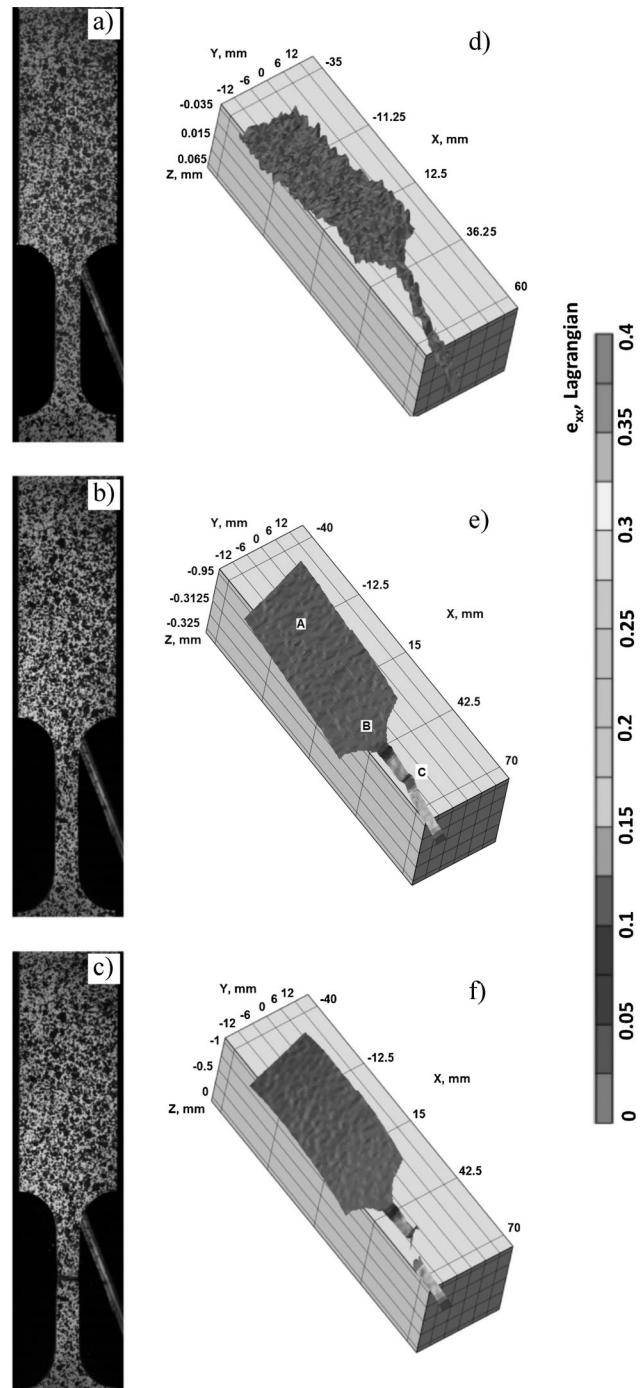 a)
d)
Y, mm
-12 -6 0 6 12
-35
-0.035
0.015
0.065
Z, mm
-11.25
X, mm
12.5
36.25
60
b)
e)
Y, mm
-12 -6 0 6 12
-40
-0.95
-0.3125
-0.325
Z, mm
-12.5
X, mm
15
42.5
70
A
B
C
c)
f)
Y, mm
-12 -6 0 6 12
-40
-1
-0.5
0
Z, mm
-12.5
X, mm
15
42.5
70
exx, Lagrangian
0.4
0.35
0.3
0.25
0.2
0.15
0.1
0.05
0